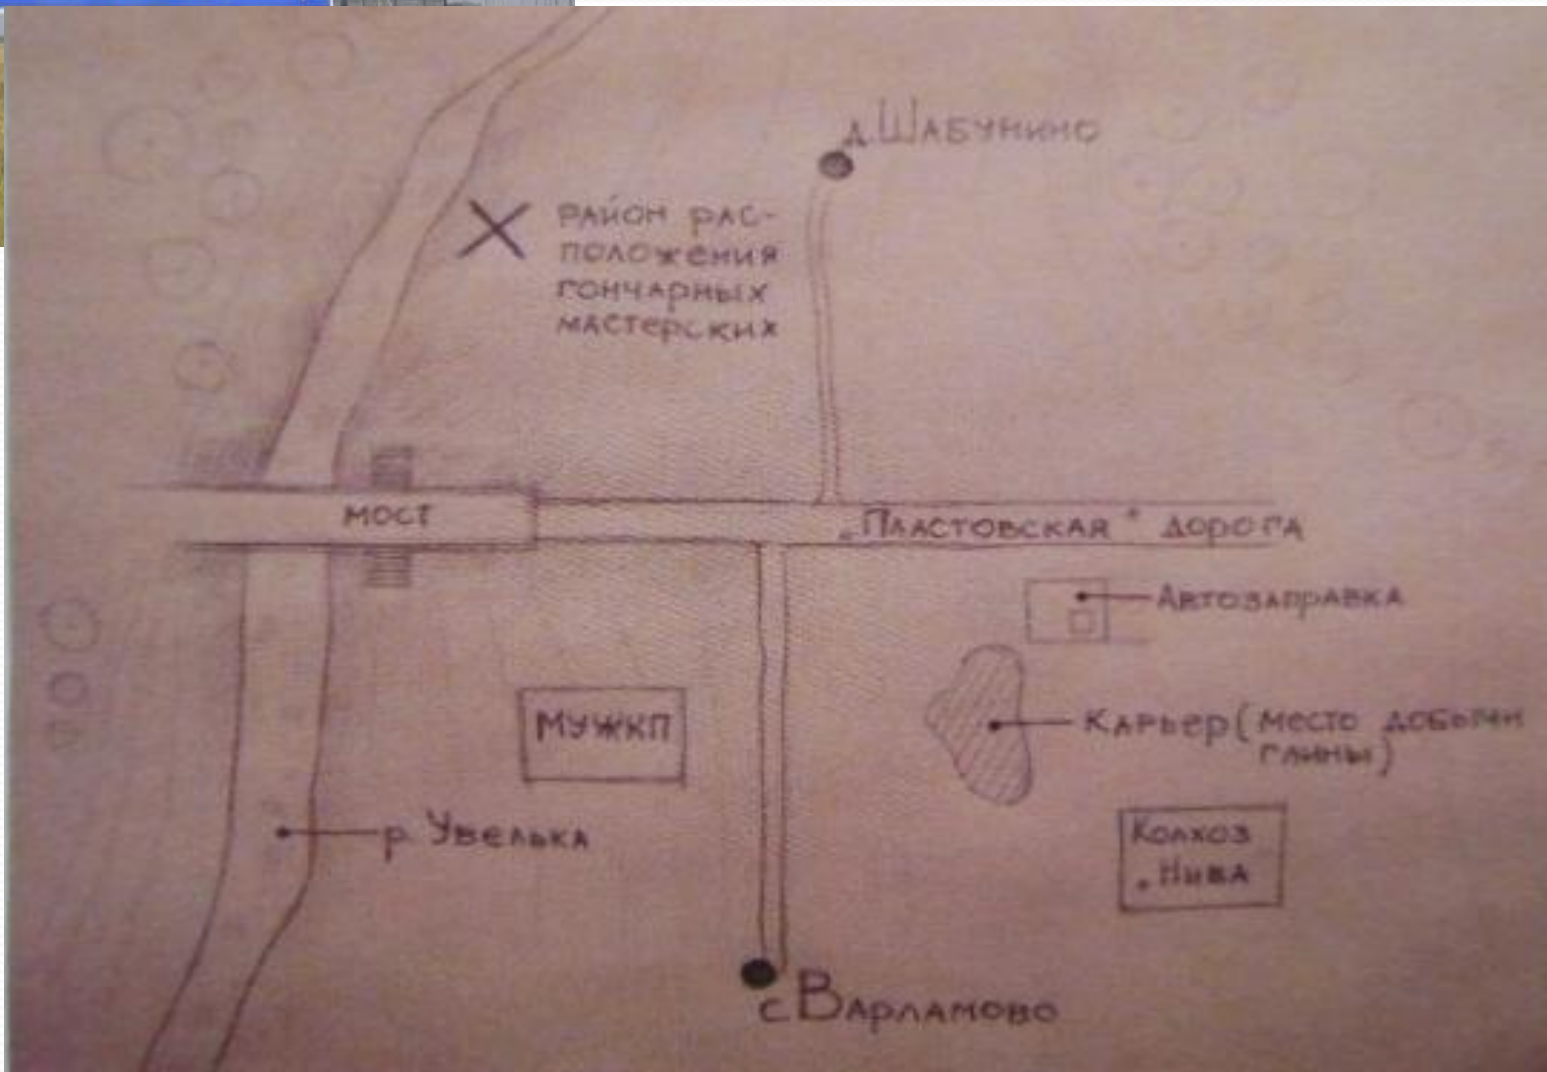 д. Шабунино
район рас-
положения
гончарных
мастерских
мост
„Пластовская" дорога
Автозаправка
МУЖКП
Карьер (место добычи
глины)
р. Увелька
Колхоз
„Нива
с Варламово